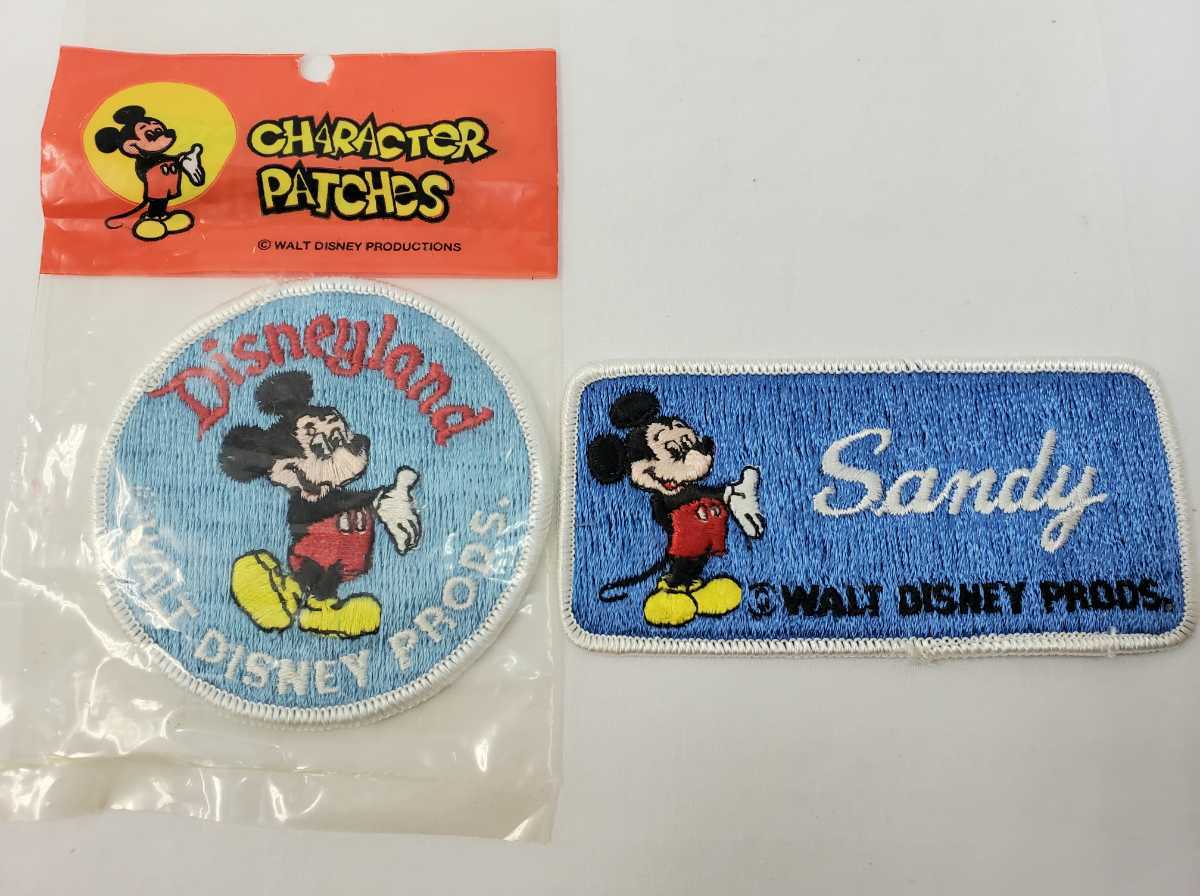 CHARACTER
PATCHES
© WALT DISNEY PRODUCTIONS
Disneyland
WALT DISNEY PRODS.
Sandy
© WALT DISNEY PRODS.